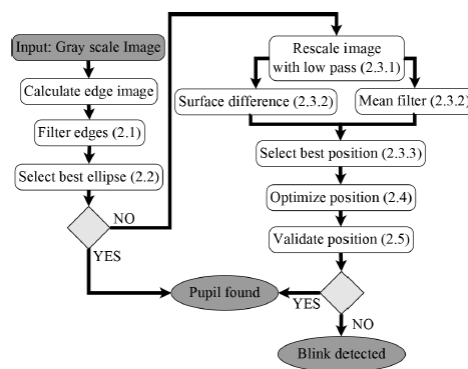 Input: Gray scale Image
Calculate edge image
Filter edges (2.1)
Select best ellipse (2.2)
NO
YES
Rescale image
with low pass (2.3.1)
Surface difference (2.3.2)
Mean filter (2.3.2)
Select best position (2.3.3)
Optimize position (2.4)
Validate position (2.5)
Pupil found
YES
NO
Blink detected